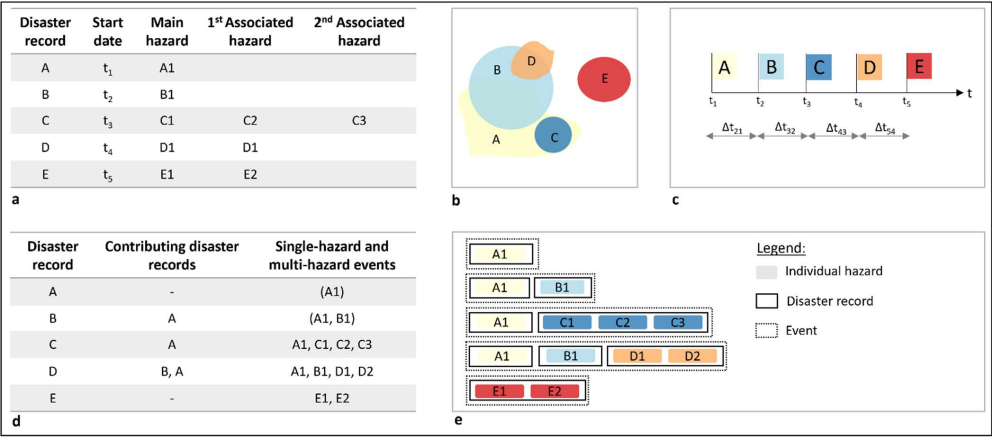 Disaster record Start date Main hazard 1st Associated hazard 2nd Associated hazard
A t1 A1
B t2 B1
C t3 C1 C2 C3
D t4 D1 D1
E t5 E1 E2
a
B
D
E
A
C
b
A B C D E
t
t1 t2 t3 t4 t5
Δt21 Δt32 Δt43 Δt54
c
Disaster record Contributing disaster records Single-hazard and multi-hazard events
A - (A1)
B A (A1, B1)
C A A1, C1, C2, C3
D B, A A1, B1, D1, D2
E - E1, E2
d
A1
A1 B1
A1 C1 C2 C3
A1 B1 D1 D2
E1 E2
Legend:
Individual hazard
Disaster record
Event
e